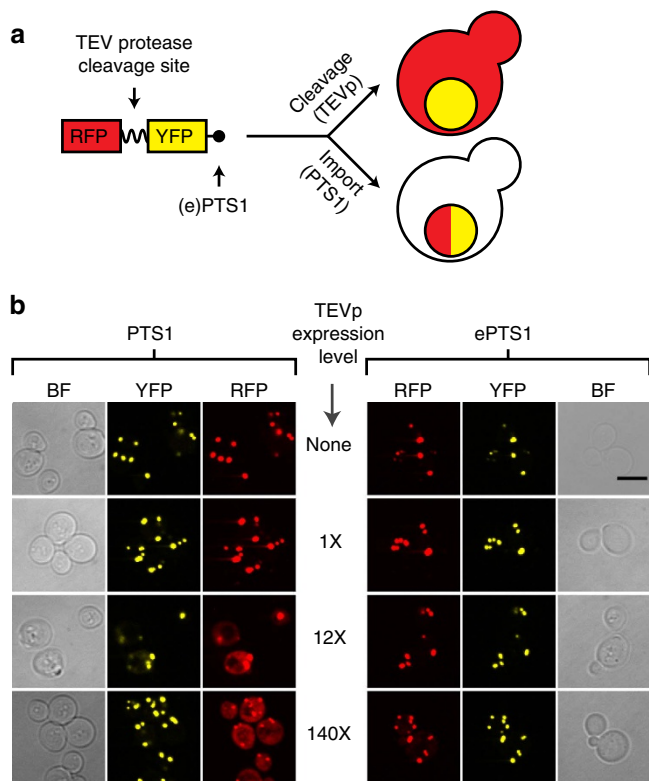 a
TEV protease
cleavage site
RFP
YFP
(e)PTS1
Cleavage
(TEVp)
Import
(PTS1)
b
PTS1
TEVp
expression
level
ePTS1
BF YFP RFP
RFP YFP BF
None
1X
12X
140X